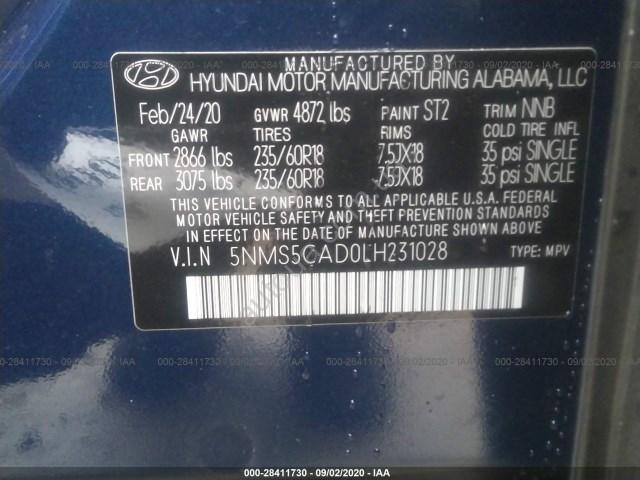 MANUFACTURED BY
HYUNDAI MOTOR MANUFACTURING ALABAMA, LLC
Feb/24/20 GVWR 4872 lbs PAINT ST2 TRIM NNB
GAWR TIRES RIMS COLD TIRE INFL
FRONT 2866 lbs 235/60R18 7.5JX18 35 psi SINGLE
REAR 3075 lbs 235/60R18 7.5JX18 35 psi SINGLE
THIS VEHICLE CONFORMS TO ALL APPLICABLE U.S.A. FEDERAL
MOTOR VEHICLE SAFETY AND THEFT PREVENTION STANDARDS
IN EFFECT ON THE DATE OF MANUFACTURE SHOWN ABOVE
V.I.N 5NMS5CAD0LH231028 TYPE: MPV
000-28411730 - 09/02/2020 - IAA